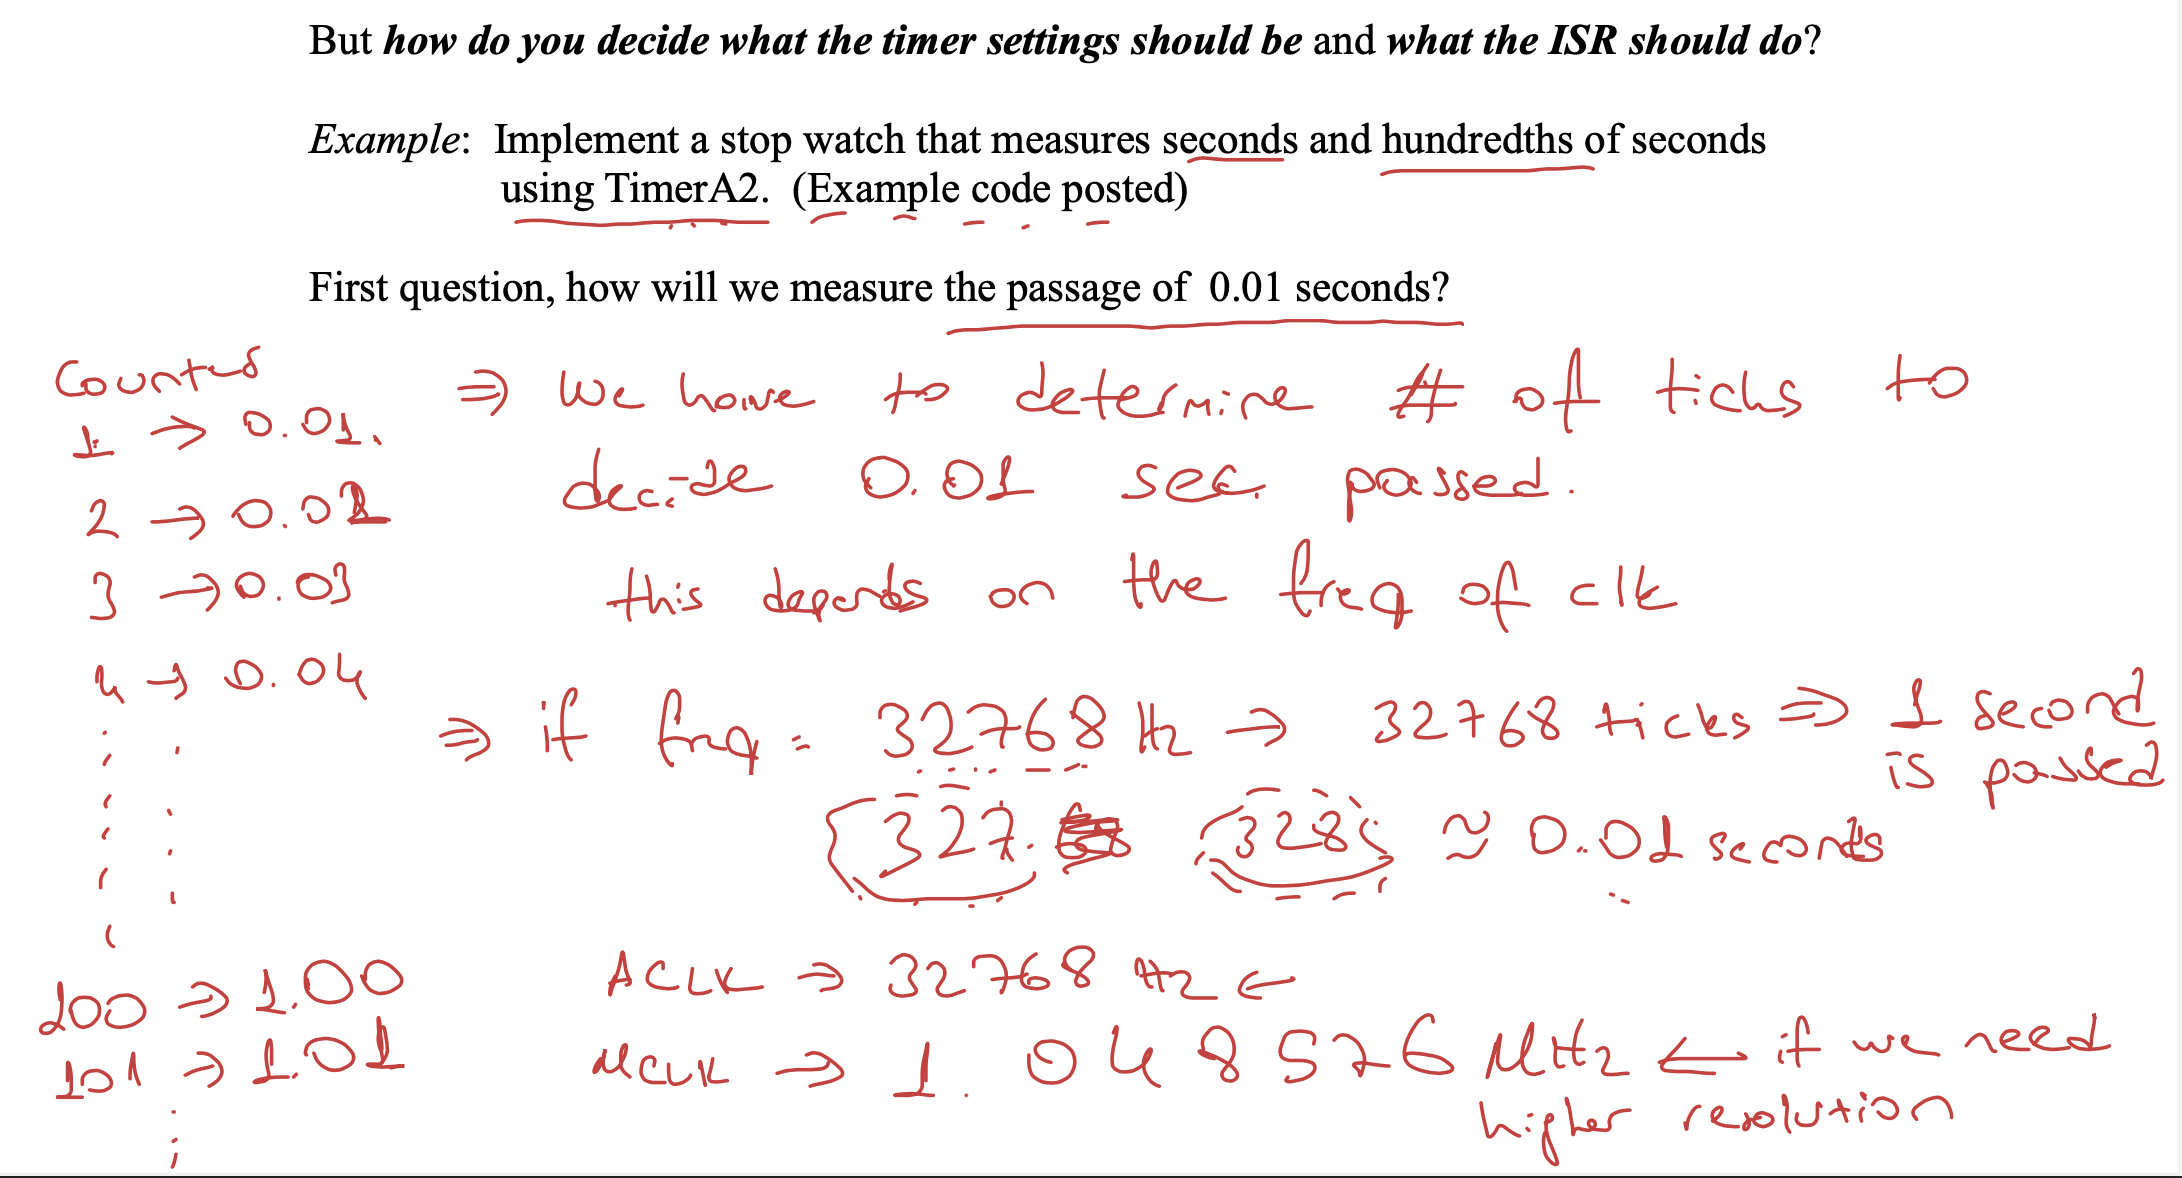 But how do you decide what the timer settings should be and what the ISR should do?
Example: Implement a stop watch that measures seconds and hundredths of seconds
using TimerA2. (Example code posted)
First question, how will we measure the passage of 0.01 seconds?
⇒ We have to determine # of ticks to
decide 0.01 sec. passed.
this depends on the freq of clk
⇒ if freq = 32768 Hz → 32768 ticks ⇒ 1 second
is passed
327. 328 ≈ 0.01 seconds
ACLK ⇒ 32768 Hz ←
MCLK → 1.048576 MHz ⇐ if we need
higher resolution
1 → 0.01
2 → 0.02
3 → 0.03
4 → 0.04
100 ⇒ 1.00
101 ⇒ 1.01